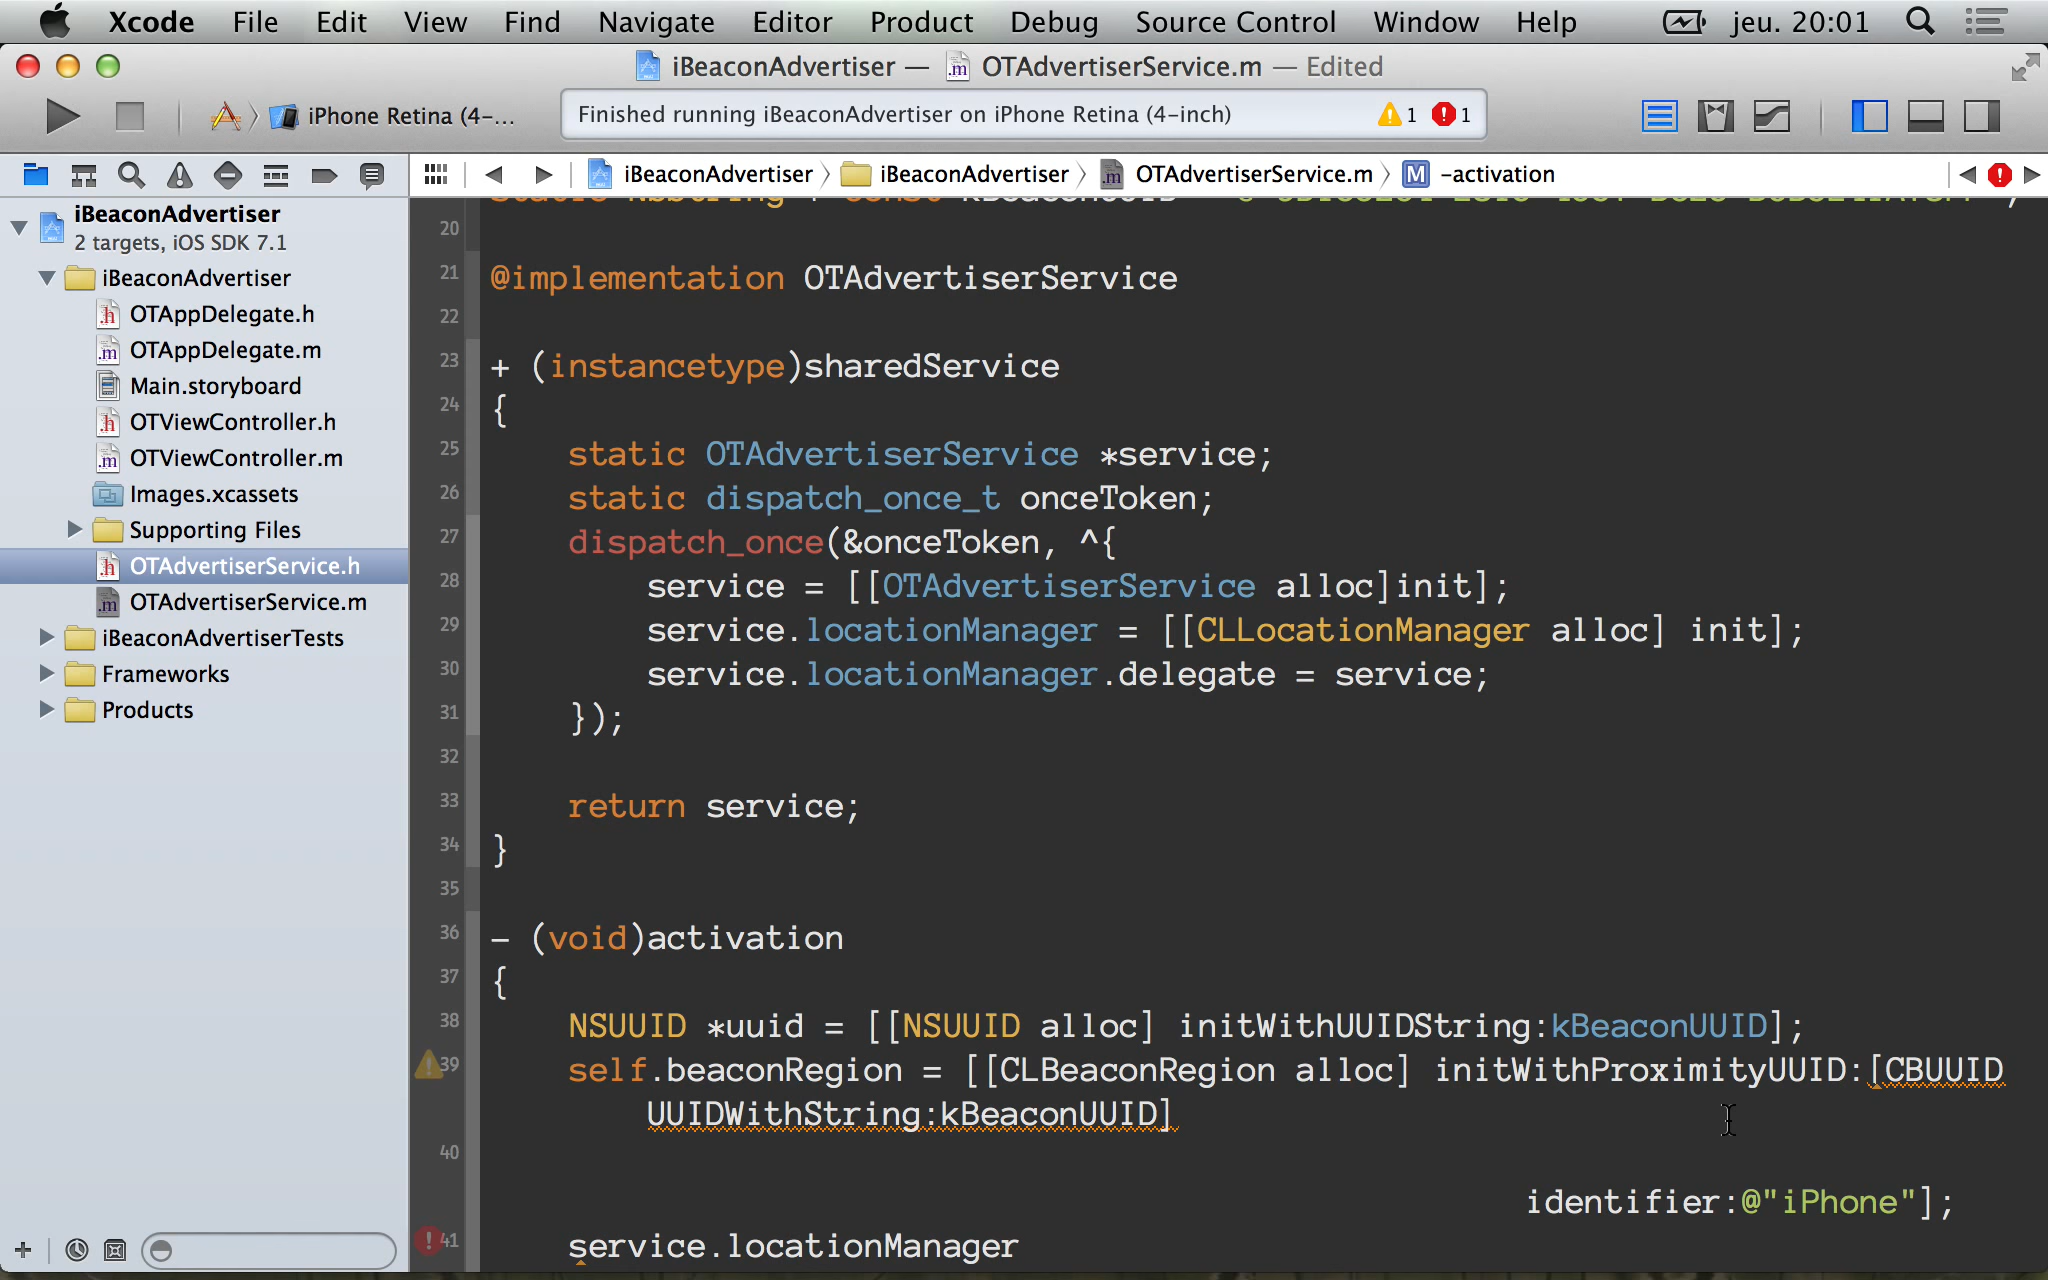 Xcode File Edit View Find Navigate Editor Product Debug Source Control Window Help jeu. 20:01
iBeaconAdvertiser — OTAdvertiserService.m — Edited
iPhone Retina (4-...
Finished running iBeaconAdvertiser on iPhone Retina (4-inch) 1 1
iBeaconAdvertiser iBeaconAdvertiser OTAdvertiserService.m M -activation
iBeaconAdvertiser
2 targets, iOS SDK 7.1
iBeaconAdvertiser
OTAppDelegate.h
OTAppDelegate.m
Main.storyboard
OTViewController.h
OTViewController.m
Images.xcassets
Supporting Files
OTAdvertiserService.h
OTAdvertiserService.m
iBeaconAdvertiserTests
Frameworks
Products
20
21 @implementation OTAdvertiserService
22
23 + (instancetype)sharedService
24 {
25 static OTAdvertiserService *service;
26 static dispatch_once_t onceToken;
27 dispatch_once(&onceToken, ^{
28 service = [[OTAdvertiserService alloc]init];
29 service.locationManager = [[CLLocationManager alloc] init];
30 service.locationManager.delegate = service;
31 });
32
33 return service;
34 }
35
36 - (void)activation
37 {
38 NSUUID *uuid = [[NSUUID alloc] initWithUUIDString:kBeaconUUID];
39 self.beaconRegion = [[CLBeaconRegion alloc] initWithProximityUUID:[CBUUID
UUIDWithString:kBeaconUUID]
40
identifier:@"iPhone"];
41 service.locationManager